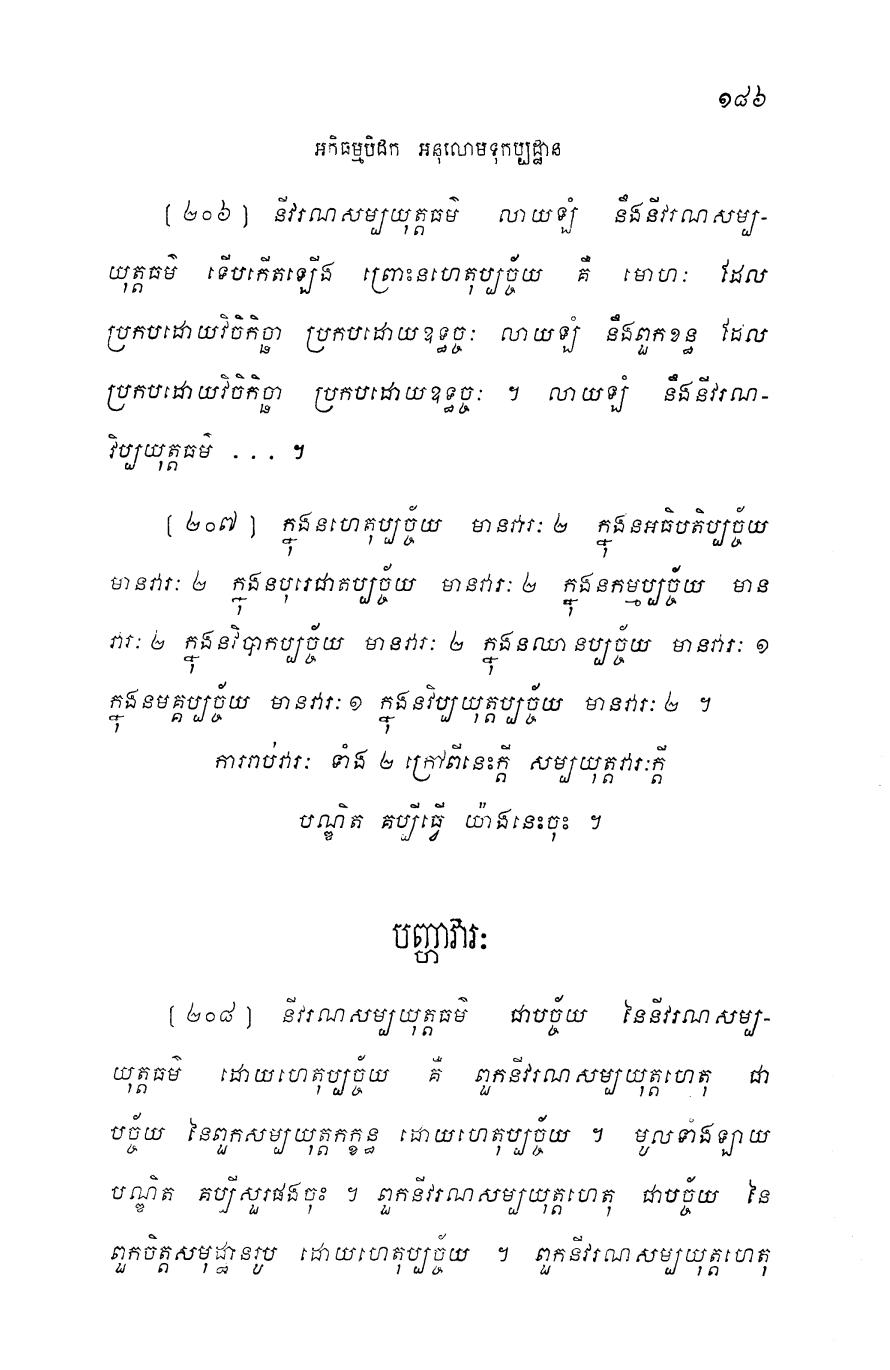 ១៨៦
អភិធម្មបិដក អនុលោមទុកប្បដ្ឋាន
[២០៦] នីវរណសម្បយុត្តធម៌ លាយឡំ នឹងនីវរណសម្ប-
យុត្តធម៌ ទើបកើតឡើង ព្រោះនហេតុប្បច្ច័យ គឺ មោហៈ ដែល
ប្រកបដោយវិចិកិច្ឆា ប្រកបដោយឧទ្ធច្ចៈ លាយឡំ នឹងពួកខន្ធ ដែល
ប្រកបដោយវិចិកិច្ឆា ប្រកបដោយឧទ្ធច្ចៈ ។ លាយឡំ នឹងនីវរណ-
វិប្បយុត្តធម៌ ... ។
[២០៧] ក្នុងនហេតុប្បច្ច័យ មានវារៈ ២ ក្នុងនអធិបតិប្បច្ច័យ
មានវារៈ ២ ក្នុងនបុរេជាតប្បច្ច័យ មានវារៈ ២ ក្នុងនកម្មប្បច្ច័យ មាន
វារៈ ២ ក្នុងនវិបាកប្បច្ច័យ មានវារៈ ២ ក្នុងនឈានប្បច្ច័យ មានវារៈ ១
ក្នុងនមគ្គប្បច្ច័យ មានវារៈ ១ ក្នុងនវិប្បយុត្តប្បច្ច័យ មានវារៈ ២ ។
ការរាប់វារៈ ទាំង ២ ក្រៅពីនេះក្តី សម្បយុត្តវារៈក្តី
បណ្ឌិត គប្បីធ្វើ យ៉ាងនេះចុះ ។
បញ្ហាវារៈ
[២០៨] នីវរណសម្បយុត្តធម៌ ជាបច្ច័យ នៃនីវរណសម្ប-
យុត្តធម៌ ដោយហេតុប្បច្ច័យ គឺ ពួកនីវរណសម្បយុត្តហេតុ ជា
បច្ច័យ នៃពួកសម្បយុត្តកក្ខន្ធ ដោយហេតុប្បច្ច័យ ។ មូលទាំងឡាយ
បណ្ឌិត គប្បីសួរផងចុះ ។ ពួកនីវរណសម្បយុត្តហេតុ ជាបច្ច័យ នៃ
ពួកចិត្តសមុដ្ឋានរូប ដោយហេតុប្បច្ច័យ ។ ពួកនីវរណសម្បយុត្តហេតុ